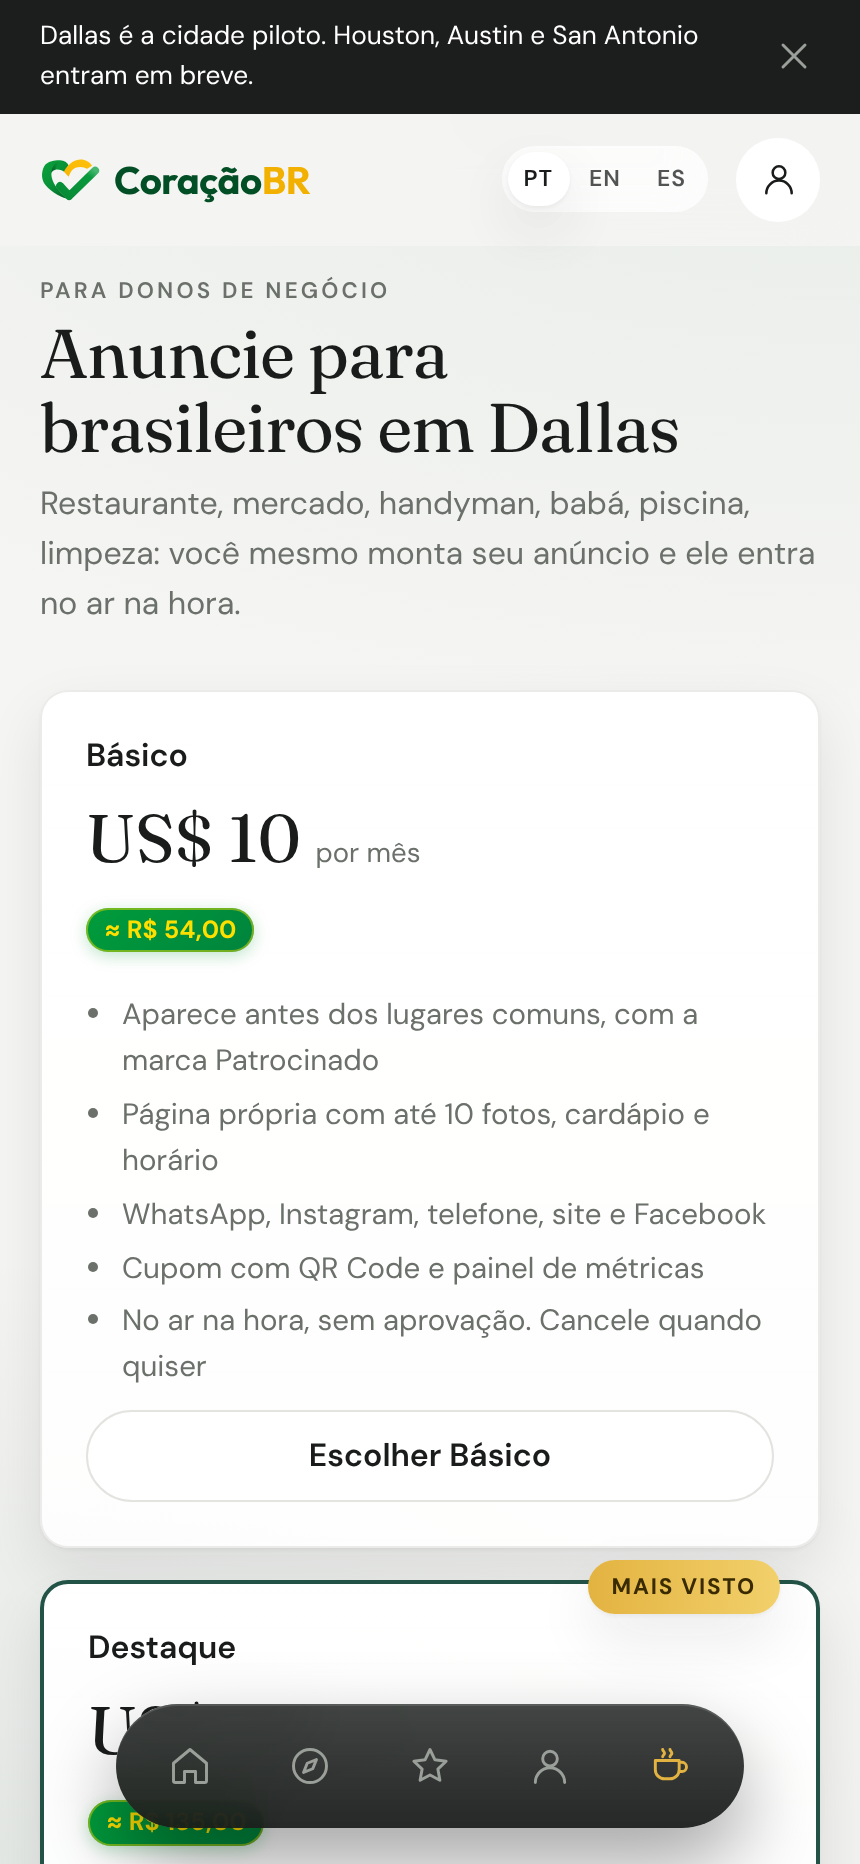 Dallas é a cidade piloto. Houston, Austin e San Antonio
entram em breve.
CoraçãoBR
PT EN ES
PARA DONOS DE NEGÓCIO
Anuncie para
brasileiros em Dallas
Restaurante, mercado, handyman, babá, piscina,
limpeza: você mesmo monta seu anúncio e ele entra
no ar na hora.
Básico
US$ 10 por mês
≈ R$ 54,00
Aparece antes dos lugares comuns, com a
marca Patrocinado
Página própria com até 10 fotos, cardápio e
horário
WhatsApp, Instagram, telefone, site e Facebook
Cupom com QR Code e painel de métricas
No ar na hora, sem aprovação. Cancele quando
quiser
Escolher Básico
MAIS VISTO
Destaque
≈ R$ 135,00